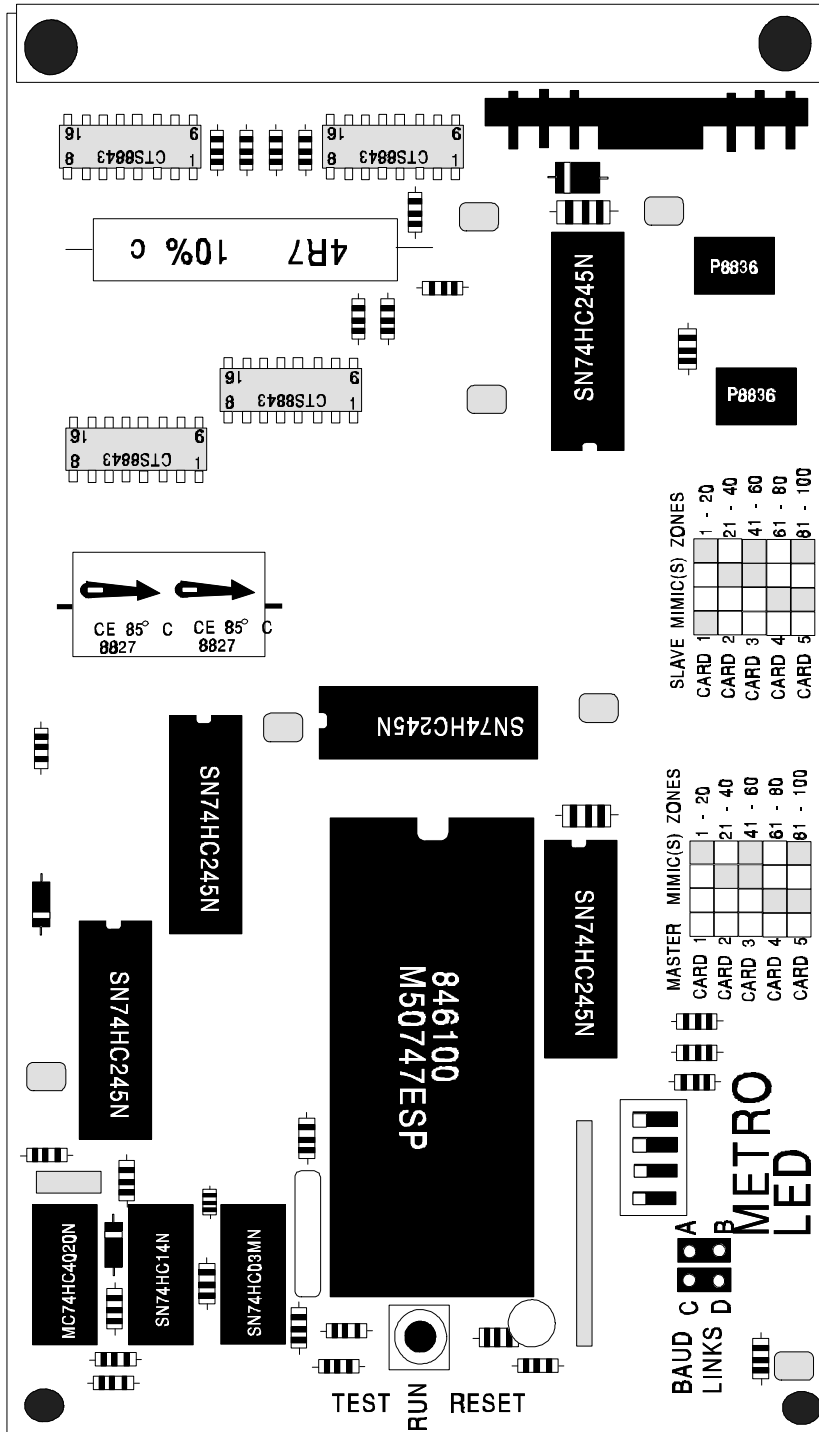 16 9
8 CTS8843 1
16 9
8 CTS8843 1
4R7 10% C
SN74HC245N
P8836
P8836
16 9
8 CTS8843 1
16 9
8 CTS8843 1
SLAVE MIMIC(S) ZONES
CARD 1 1 - 20
CARD 2 21 - 40
CARD 3 41 - 60
CARD 4 61 - 80
CARD 5 81 - 100
CE 85° C
8827
CE 85° C
8827
SN74HC245N
SN74HC245N
MASTER MIMIC(S) ZONES
CARD 1 1 - 20
CARD 2 21 - 40
CARD 3 41 - 60
CARD 4 61 - 80
CARD 5 81 - 100
846100
M50747ESP
SN74HC245N
SN74HC245N
METRO
LED
MC74HC4020N
SN74HC14N
SN74HC03MN
A B
C D
BAUD
LINKS
TEST RUN RESET